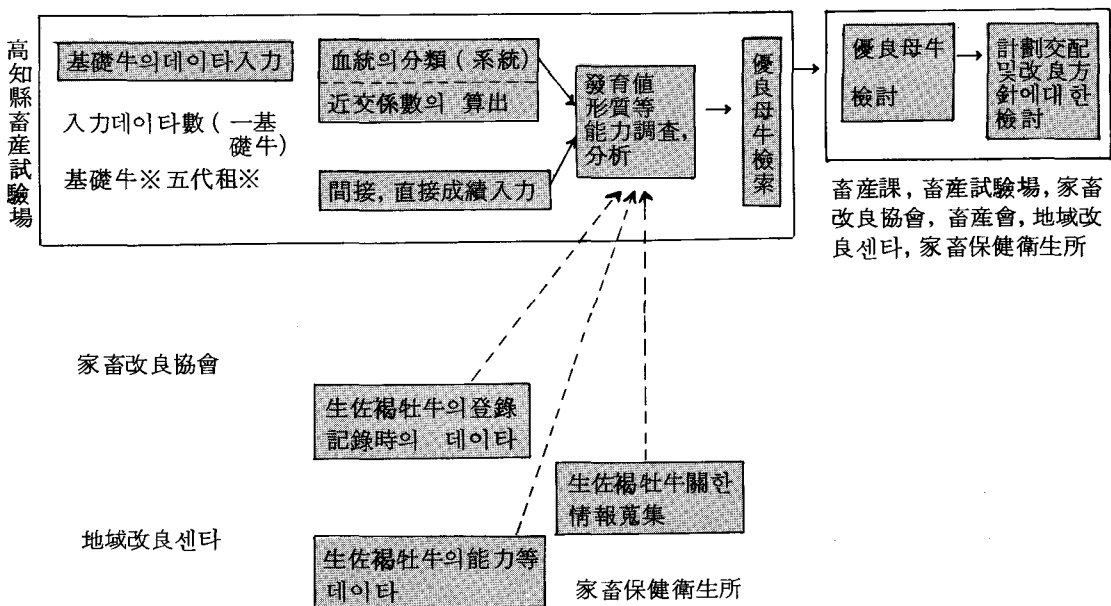 高知縣畜産試驗場
基礎牛의데이타入力
入力데이타數 ( 一基
礎牛)
基礎牛※五代租※
血統의分類 ( 系統 )
近交係數의 算出
間接, 直接成績入力
發育値
形質等
能力調査,
分析
優良母牛檢索
優良母牛
檢討
計劃交配
및改良方
針에대한
檢討
畜産課, 畜産試驗場, 家畜
改良協會, 畜産會, 地域改
良센타, 家畜保健衛生所
家畜改良協會
生佐褐牡牛의登錄
記錄時의 데이타
生佐褐牡牛關한
情報蒐集
地域改良센타
生佐褐牡牛의能力等
데이타
家畜保健衛生所